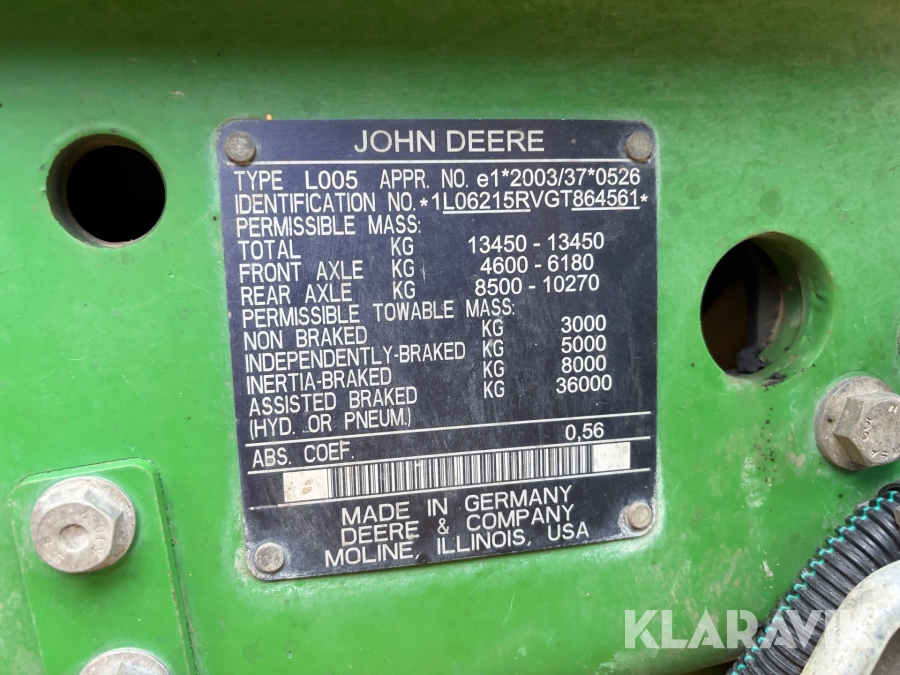 JOHN DEERE
TYPE L005 APPR. NO. e1*2003/37*0526
IDENTIFICATION NO. *1L06215RVGT864561*
PERMISSIBLE MASS:
TOTAL KG 13450 - 13450
FRONT AXLE KG 4600 - 6180
REAR AXLE KG 8500 - 10270
PERMISSIBLE TOWABLE MASS:
NON BRAKED KG 3000
INDEPENDENTLY-BRAKED KG 5000
INERTIA-BRAKED KG 8000
ASSISTED BRAKED KG 36000
(HYD. OR PNEUM.)
ABS. COEF. 0,56
MADE IN GERMANY
DEERE & COMPANY
MOLINE, ILLINOIS, USA
KLARAVIK